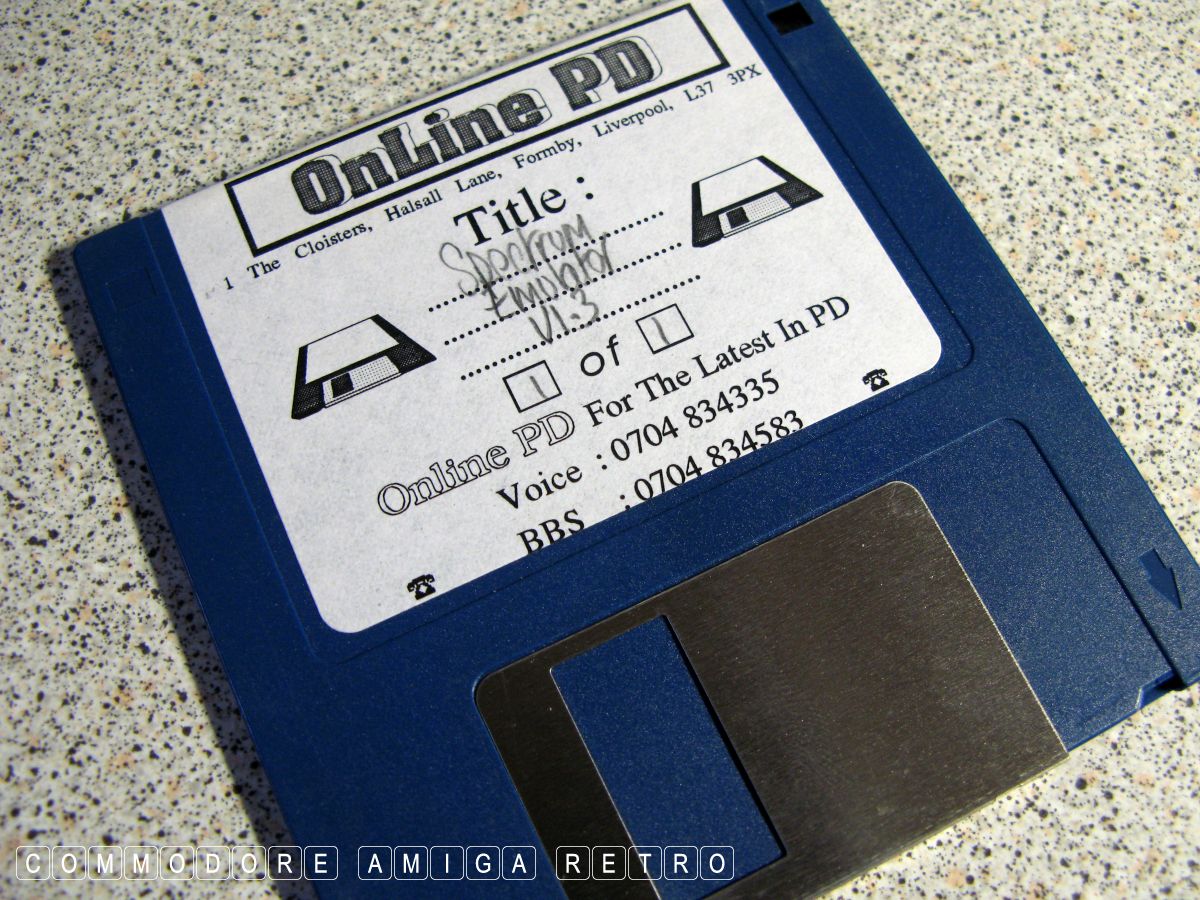 OnLine PD
1 The Cloisters, Halsall Lane, Formby, Liverpool, L37 3PX
Title :
Spectrum
Emulator
V1.3
1 of 1
Online PD For The Latest In PD
Voice : 0704 834335
BBS : 0704 834583
COMMODORE AMIGA RETRO